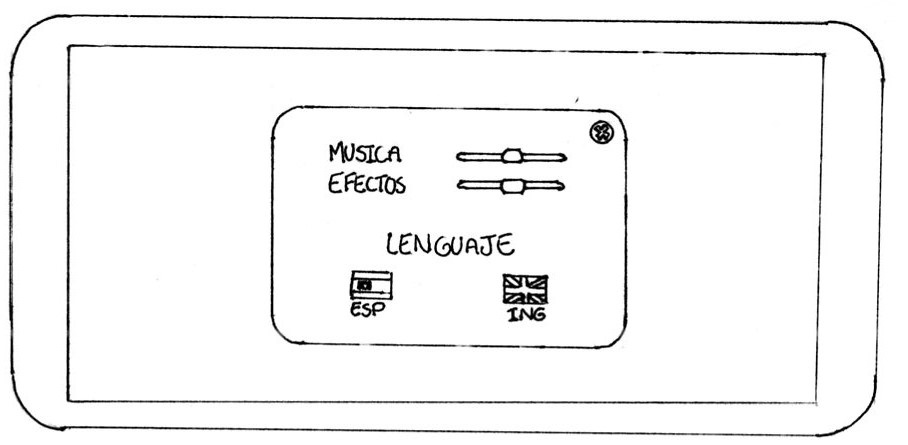 MUSICA
EFECTOS
LENGUAJE
ESP
ING